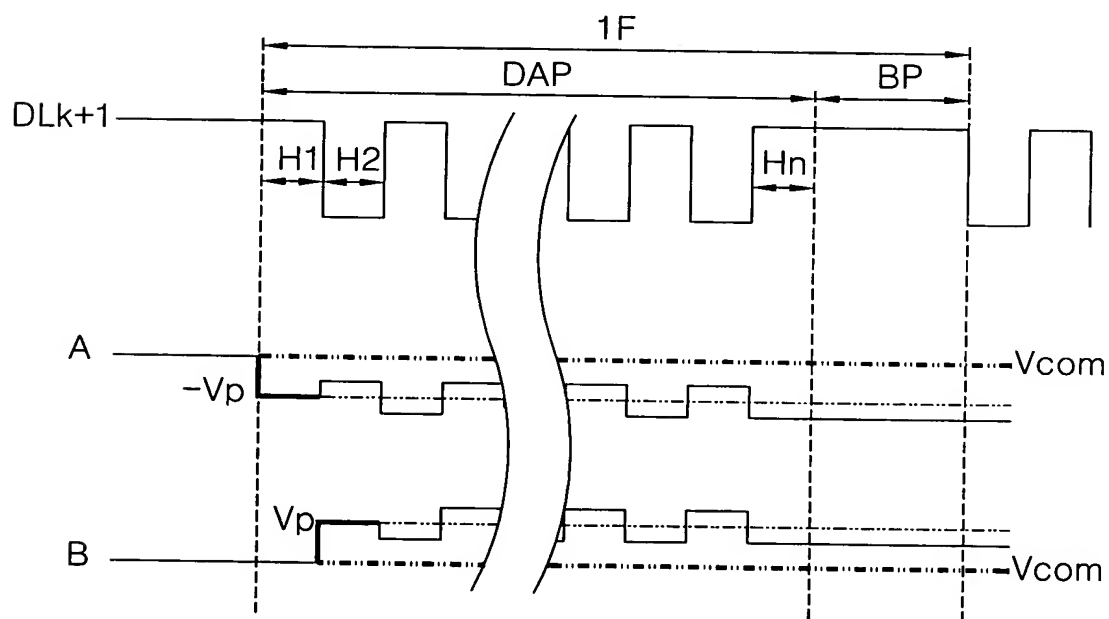 1F
DAP BP
DLk+1
H1 H2 Hn
A Vcom
-Vp
Vp
B Vcom